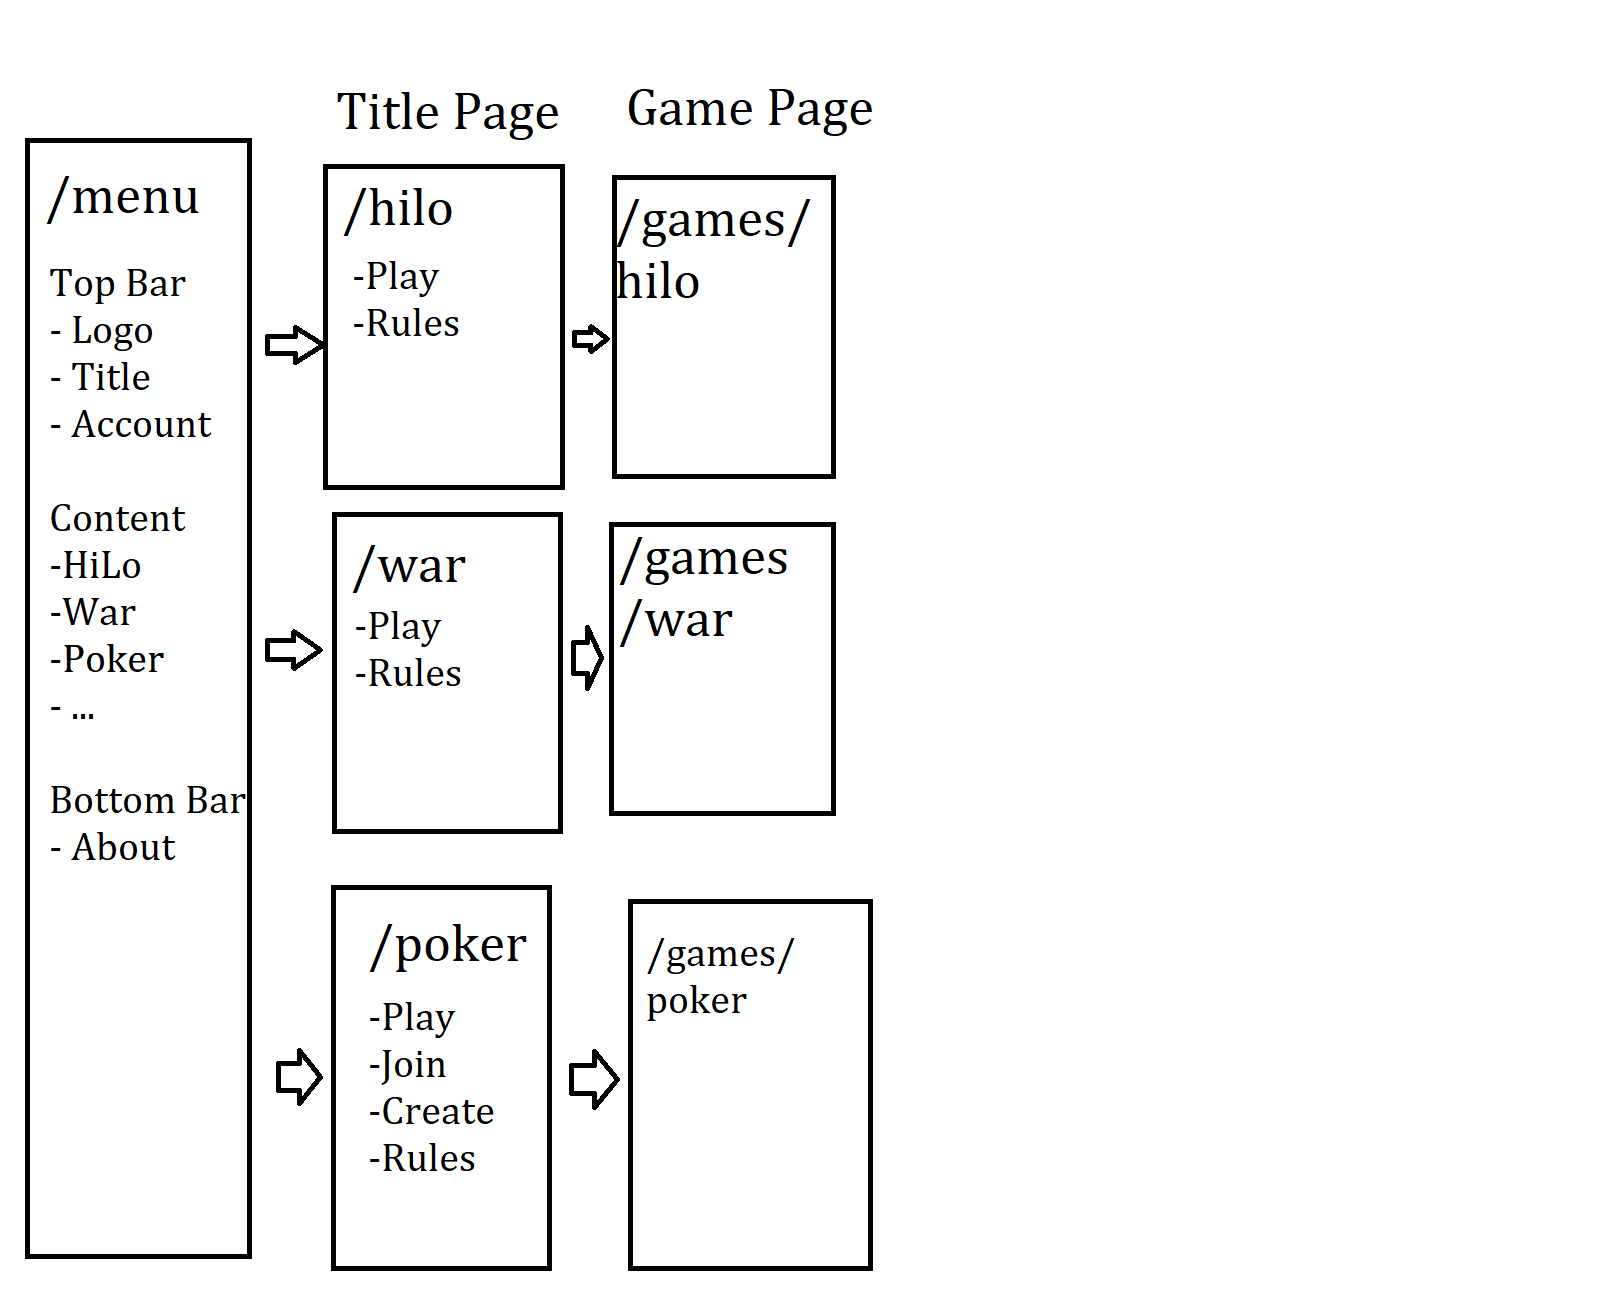 Title Page
Game Page
/menu
Top Bar
- Logo
- Title
- Account
Content
-HiLo
-War
-Poker
- ...
Bottom Bar
- About
/hilo
-Play
-Rules
/games/
hilo
/war
-Play
-Rules
/games
/war
/poker
-Play
-Join
-Create
-Rules
/games/
poker